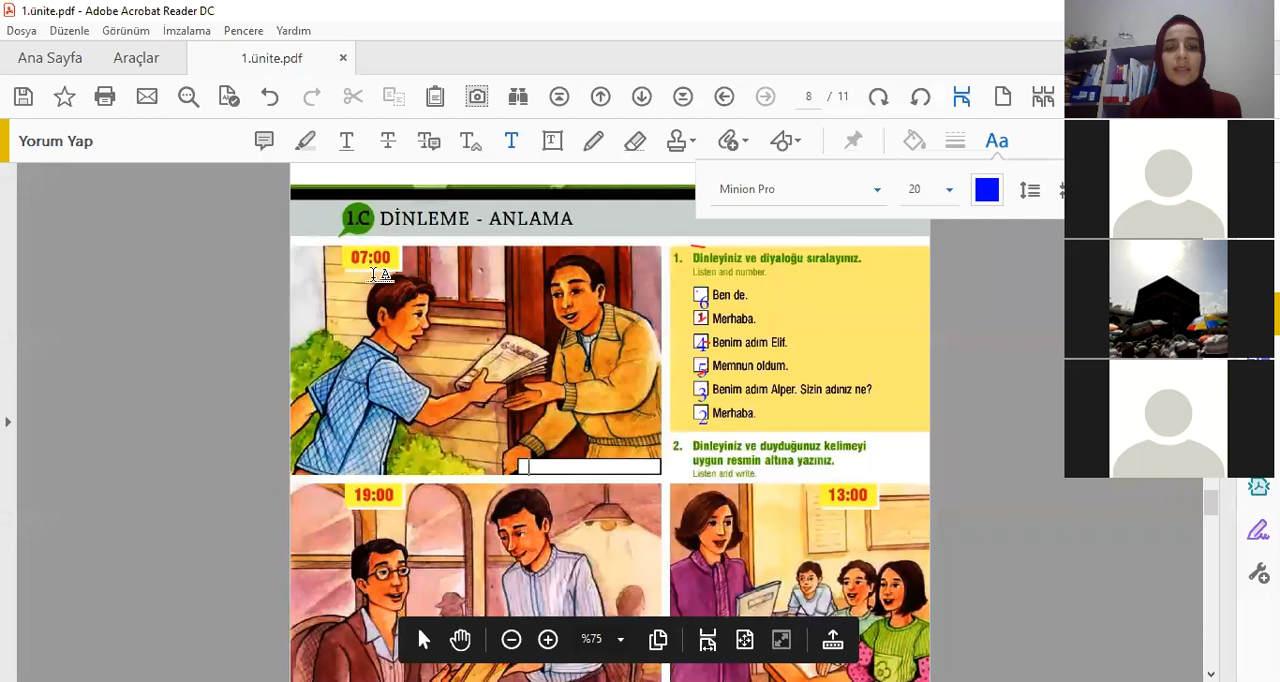 1.ünite.pdf - Adobe Acrobat Reader DC
Dosya Düzenle Görünüm İmzalama Pencere Yardım
Ana Sayfa Araçlar 1.ünite.pdf ×
8 / 11
Yorum Yap
Aa
Minion Pro 20
1.C DİNLEME - ANLAMA
07:00
1. Dinleyiniz ve diyaloğu sıralayınız.
Listen and number.
6 Ben de.
1 Merhaba.
4 Benim adım Elif.
5 Memnun oldum.
3 Benim adım Alper. Sizin adınız ne?
2 Merhaba.
2. Dinleyiniz ve duyduğunuz kelimeyi
uygun resmin altına yazınız.
Listen and write.
19:00
13:00
%75